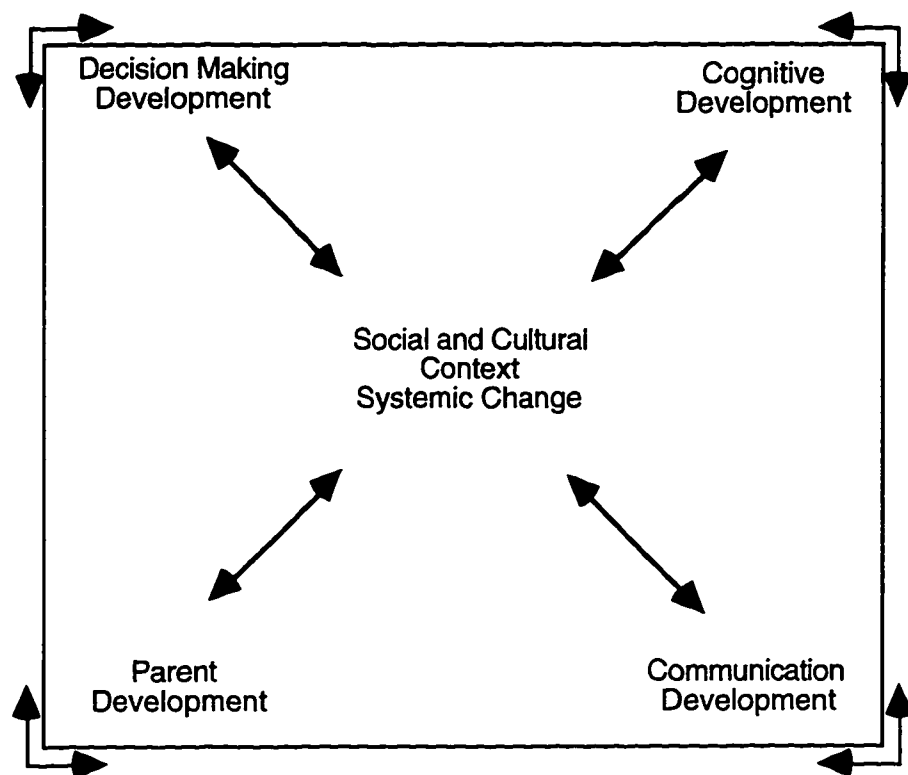 Decision Making
Development
Cognitive
Development
Social and Cultural
Context
Systemic Change
Parent
Development
Communication
Development